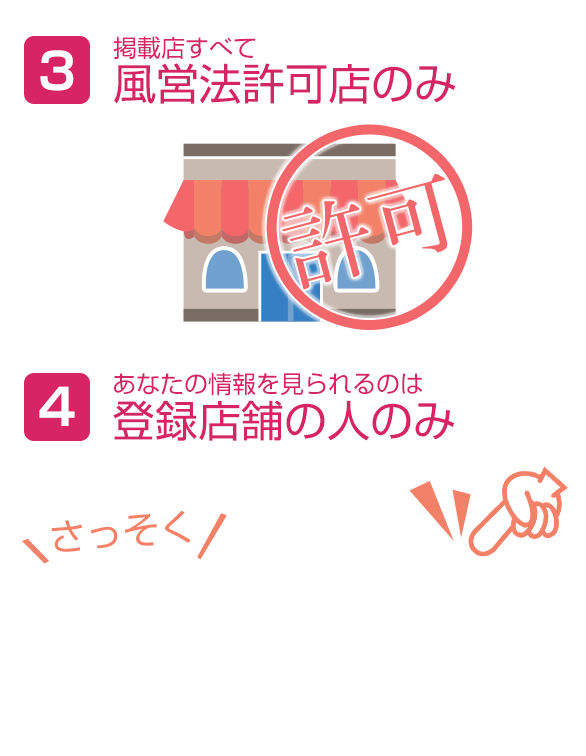 3
掲載店すべて
風営法許可店のみ
許可
4
あなたの情報を見られるのは
登録店舗の人のみ
\さっそく/